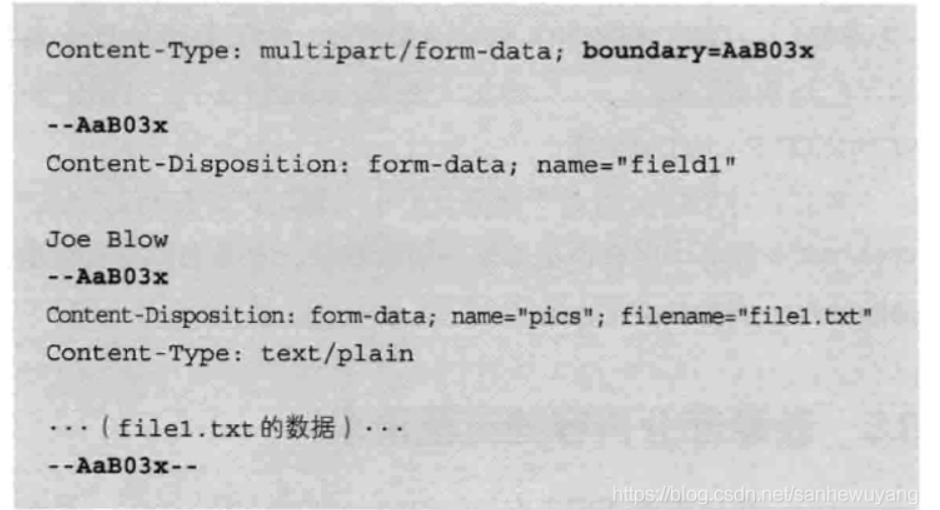 Content-Type: multipart/form-data; boundary=AaB03x
--AaB03x
Content-Disposition: form-data; name="field1"
Joe Blow
--AaB03x
Content-Disposition: form-data; name="pics"; filename="file1.txt"
Content-Type: text/plain
···（file1.txt的数据）···
--AaB03x--
https://blog.csdn.net/sanhewuyang